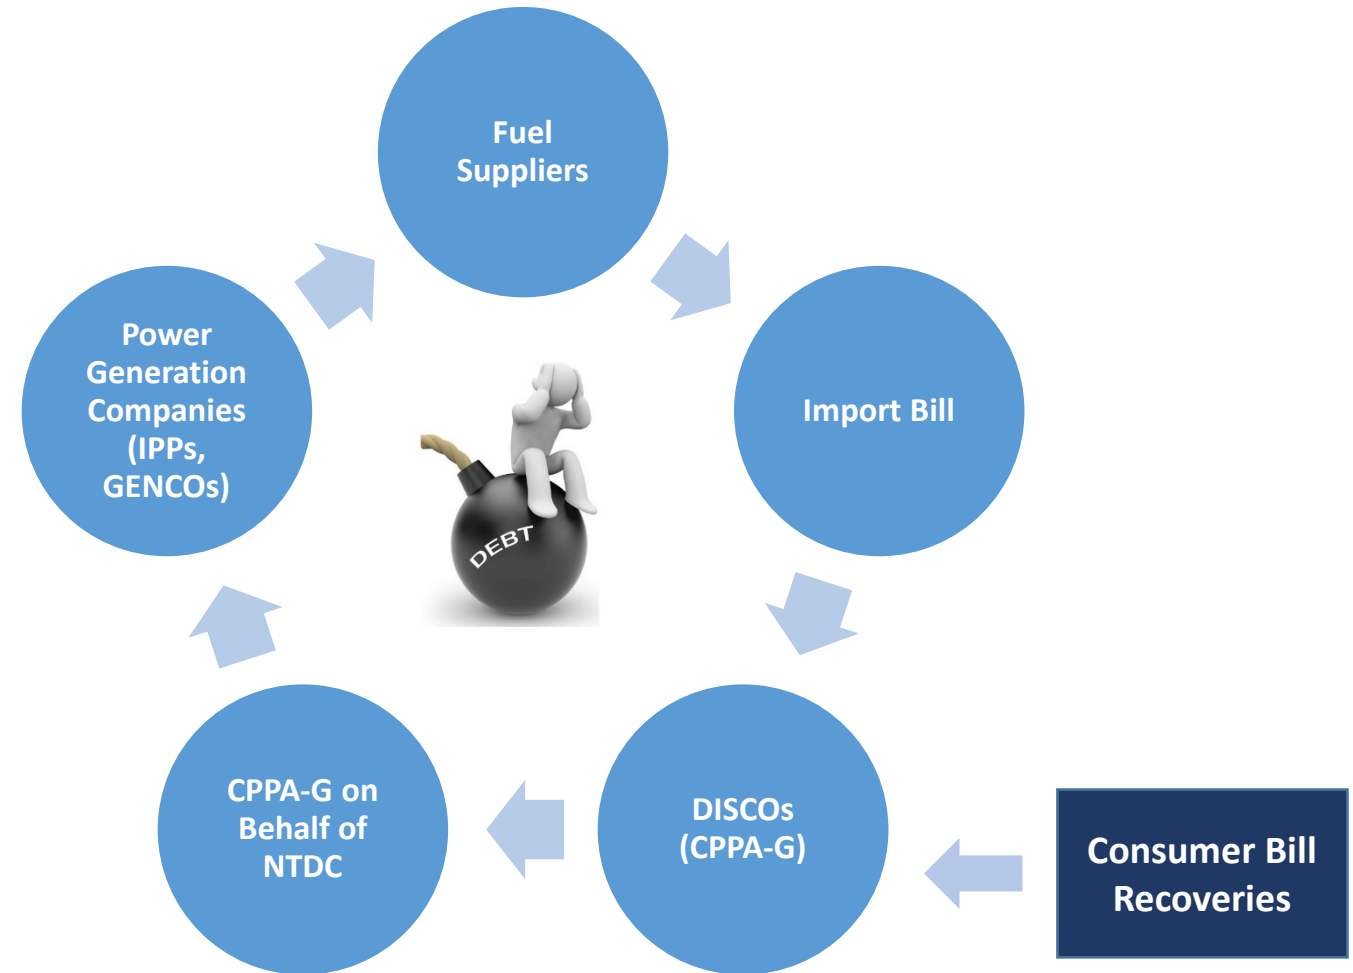 Fuel
Suppliers
Import Bill
DISCOs
(CPPA-G)
CPPA-G on
Behalf of
NTDC
Power
Generation
Companies
(IPPs,
GENCOs)
DEBT
Consumer Bill
Recoveries